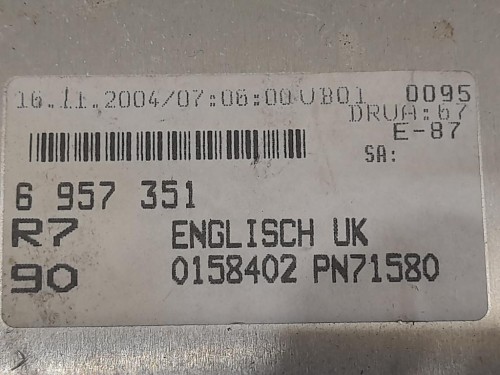 16.11.2004/07:06:00 VB01 0095
DRVA:67
E-87
SA:
6 957 351
R7 ENGLISCH UK
90 0158402 PN71580